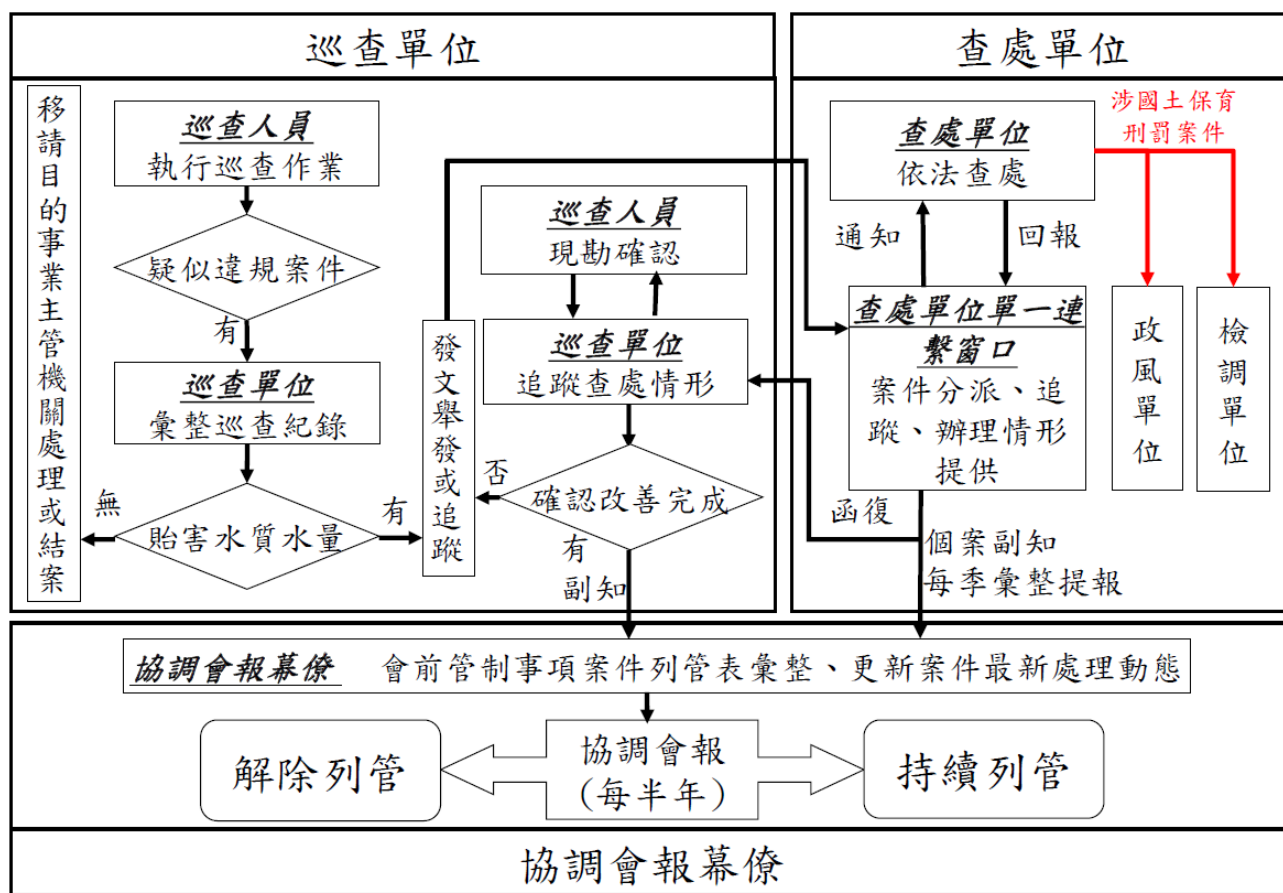 巡查單位
查處單位
移請目的事業主管機關處理或結案
巡查人員
執行巡查作業
疑似違規案件
有
巡查單位
彙整巡查紀錄
貽害水質水量
無
有
發文舉發或追蹤
巡查人員
現勘確認
巡查單位
追蹤查處情形
確認改善完成
否
有
副知
查處單位
依法查處
涉國土保育
刑罰案件
通知
回報
查處單位單一連
繫窗口
案件分派、追
蹤、辦理情形
提供
政風單位
檢調單位
函復
個案副知
每季彙整提報
協調會報幕僚 會前管制事項案件列管表彙整、更新案件最新處理動態
解除列管
協調會報
(每半年)
持續列管
協調會報幕僚